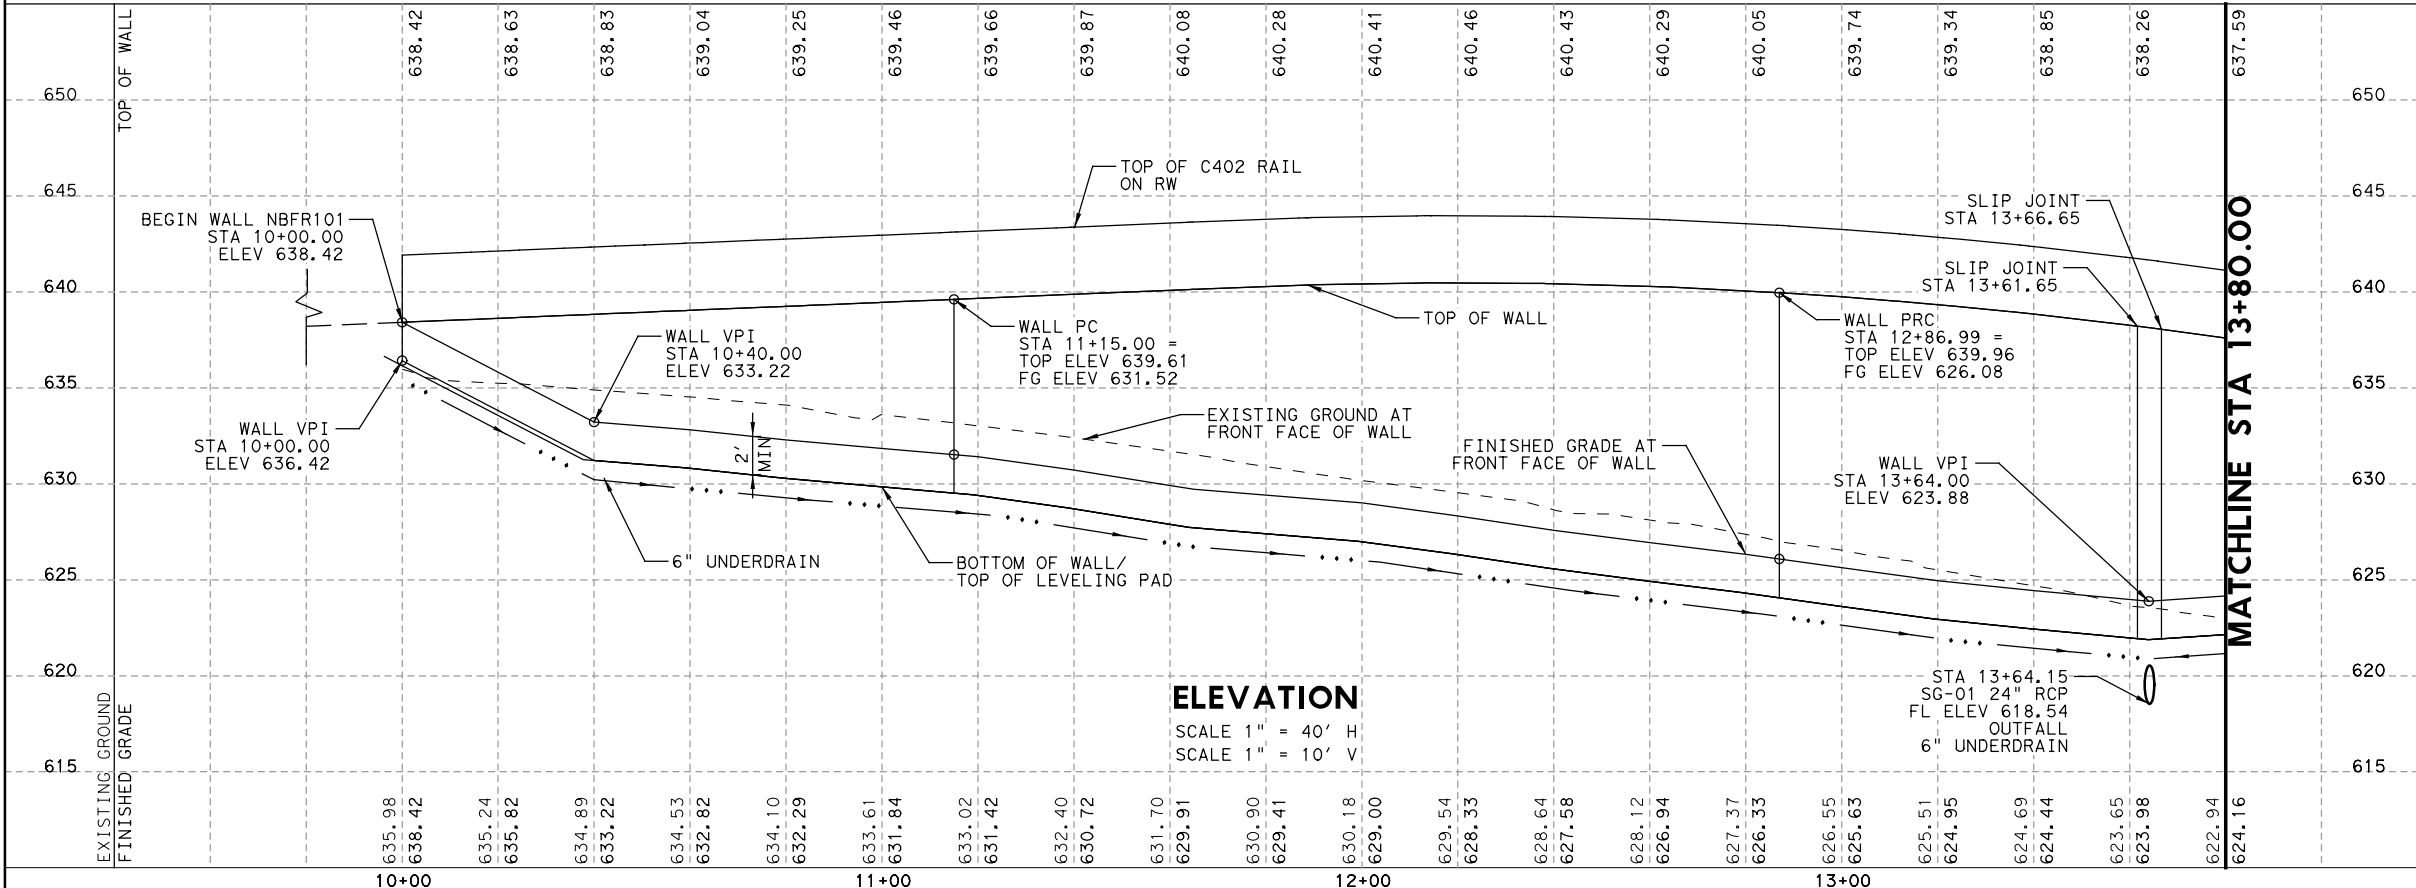 TOP OF WALL
638.42
638.63
638.83
639.04
639.25
639.46
639.66
639.87
640.08
640.28
640.41
640.46
640.43
640.29
640.05
639.74
639.34
638.85
638.26
637.59
650
650
645
645
640
640
635
635
630
630
625
625
620
620
615
615
TOP OF C402 RAIL
ON RW
BEGIN WALL NBFR101
STA 10+00.00
ELEV 638.42
SLIP JOINT
STA 13+66.65
SLIP JOINT
STA 13+61.65
MATCHLINE STA 13+80.00
WALL VPI
STA 10+40.00
ELEV 633.22
WALL PC
STA 11+15.00 =
TOP ELEV 639.61
FG ELEV 631.52
TOP OF WALL
WALL PRC
STA 12+86.99 =
TOP ELEV 639.96
FG ELEV 626.08
WALL VPI
STA 10+00.00
ELEV 636.42
2'
MIN
EXISTING GROUND AT
FRONT FACE OF WALL
FINISHED GRADE AT
FRONT FACE OF WALL
WALL VPI
STA 13+64.00
ELEV 623.88
6" UNDERDRAIN
BOTTOM OF WALL/
TOP OF LEVELING PAD
STA 13+64.15
SG-01 24" RCP
FL ELEV 618.54
OUTFALL
6" UNDERDRAIN
ELEVATION
SCALE 1" = 40' H
SCALE 1" = 10' V
EXISTING GROUND
FINISHED GRADE
635.98
638.42
635.24
635.82
634.89
633.22
634.53
632.82
634.10
632.29
633.61
631.84
633.02
631.42
632.40
630.72
631.70
629.91
630.90
629.41
630.18
629.00
629.54
628.33
628.64
627.58
628.12
626.94
627.37
626.33
626.55
625.63
625.51
624.95
624.69
624.44
623.65
623.98
622.94
624.16
10+00
11+00
12+00
13+00